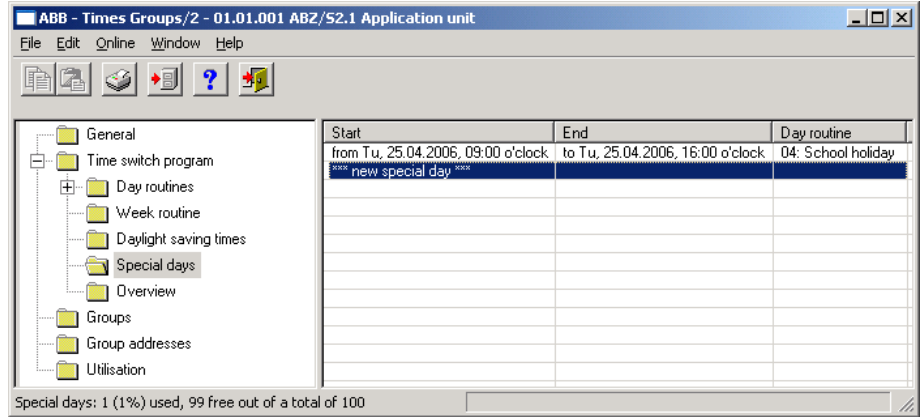 ABB - Times Groups/2 - 01.01.001 ABZ/S2.1 Application unit
File Edit Online Window Help
General
Time switch program
Day routines
Week routine
Daylight saving times
Special days
Overview
Groups
Group addresses
Utilisation
Start End Day routine
from Tu, 25.04.2006, 09:00 o'clock to Tu, 25.04.2006, 16:00 o'clock 04: School holiday
*** new special day ***
Special days: 1 (1%) used, 99 free out of a total of 100